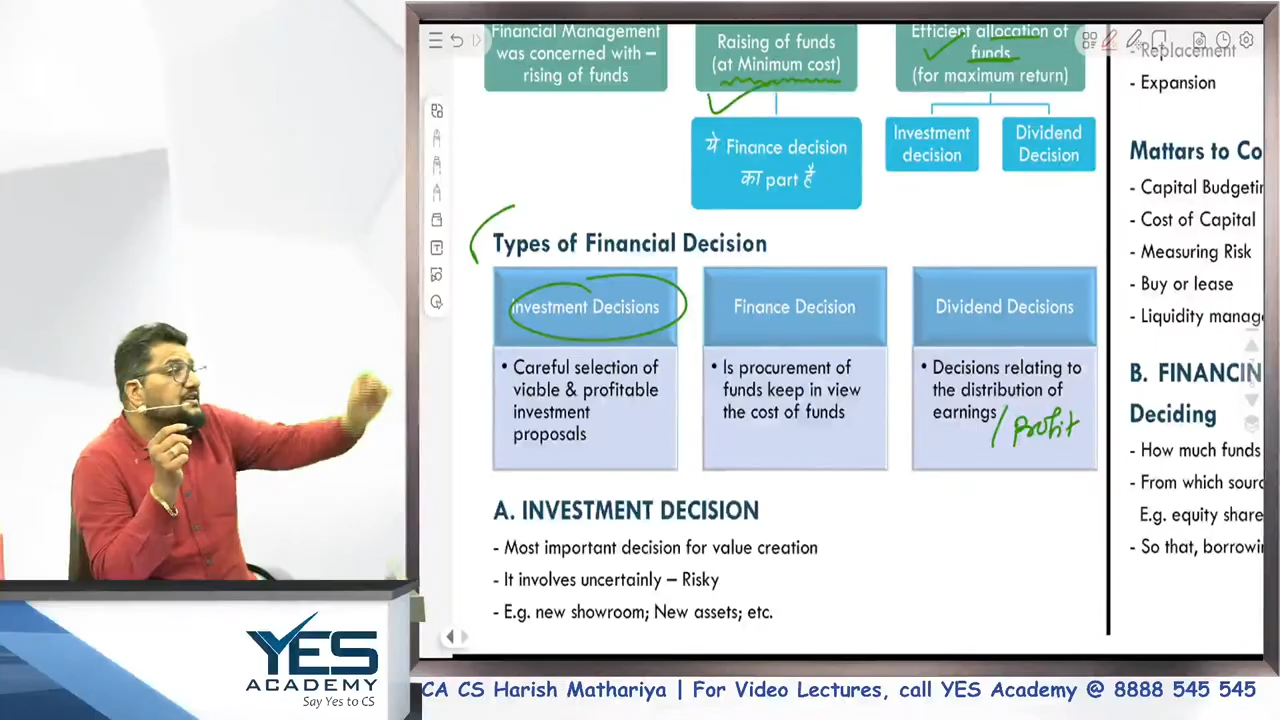 Financial Management
was concerned with –
rising of funds
Raising of funds
(at Minimum cost)
Efficient allocation of
funds
(for maximum return)
ये Finance decision
का part है
Investment
decision
Dividend
Decision
Types of Financial Decision
Investment Decisions
• Careful selection of
viable & profitable
investment
proposals
Finance Decision
• Is procurement of
funds keep in view
the cost of funds
Dividend Decisions
• Decisions relating to
the distribution of
earnings / Profit
A. INVESTMENT DECISION
- Most important decision for value creation
- It involves uncertainly – Risky
- E.g. new showroom; New assets; etc.
- Replacement
- Expansion
Mattars to Co
- Capital Budgetin
- Cost of Capital
- Measuring Risk
- Buy or lease
- Liquidity manag
B. FINANCIN
Deciding
- How much funds
- From which sourc
E.g. equity share
- So that, borrowi
YES
ACADEMY
Say Yes to CS
CA CS Harish Mathariya | For Video Lectures, call YES Academy @ 8888 545 545